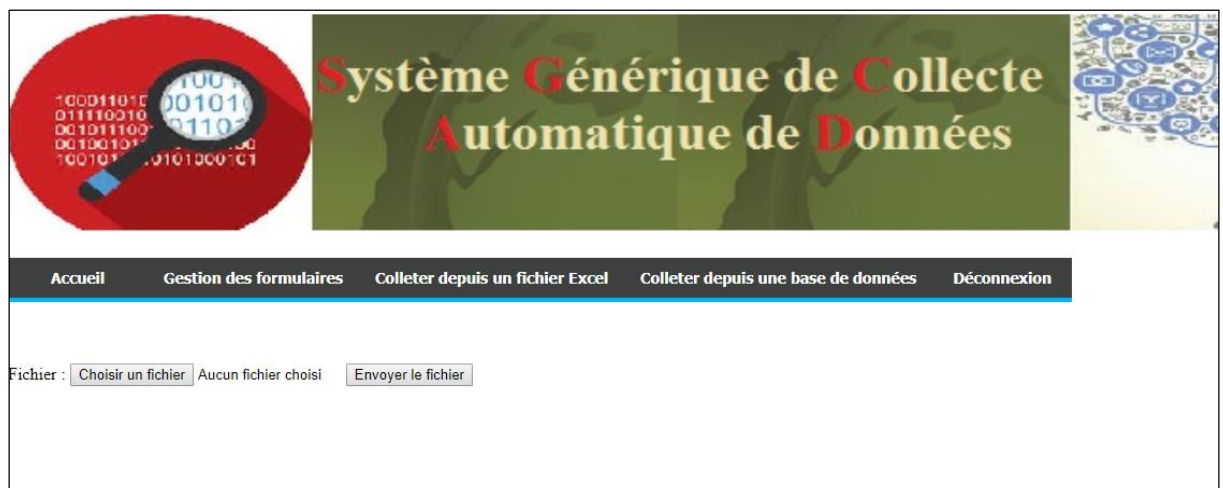 Système Générique de Collecte
Automatique de Données
Accueil Gestion des formulaires Colleter depuis un fichier Excel Colleter depuis une base de données Déconnexion
Fichier : Choisir un fichier Aucun fichier choisi Envoyer le fichier